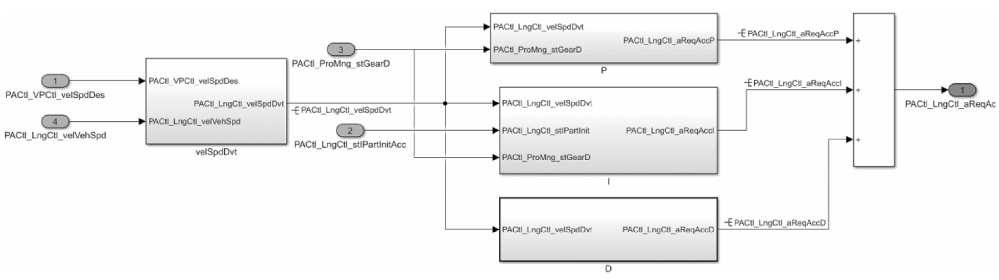 1
PACtl_VPCtl_velSpdDes
4
PACtl_LngCtl_velVehSpd
PACtl_VPCtl_velSpdDes
PACtl_LngCtl_velSpdDvt
PACtl_LngCtl_velVehSpd
velSpdDvt
PACtl_LngCtl_velSpdDvt
3
PACtl_ProMng_stGearD
2
PACtl_LngCtl_stIPartInitAcc
PACtl_LngCtl_velSpdDvt
PACtl_LngCtl_aReqAccP
PACtl_ProMng_stGearD
P
PACtl_LngCtl_velSpdDvt
PACtl_LngCtl_stIPartInit
PACtl_LngCtl_aReqAccI
PACtl_ProMng_stGearD
I
PACtl_LngCtl_velSpdDvt
PACtl_LngCtl_aReqAccD
D
PACtl_LngCtl_aReqAccP
PACtl_LngCtl_aReqAccI
PACtl_LngCtl_aReqAccD
+
+
+
1
PACtl_LngCtl_aReqAc